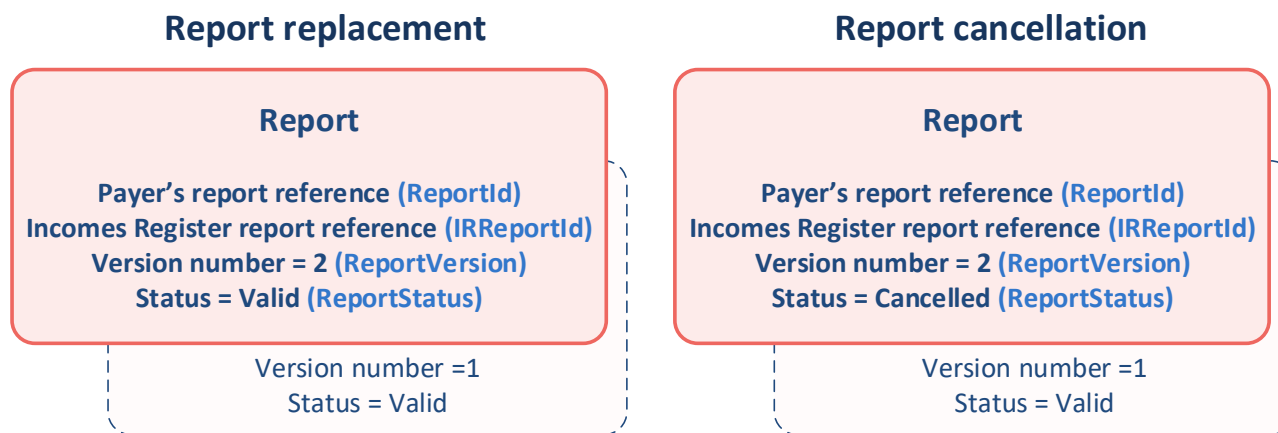 Report replacement
Report
Payer's report reference (ReportId)
Incomes Register report reference (IRReportId)
Version number = 2 (ReportVersion)
Status = Valid (ReportStatus)
Version number =1
Status = Valid
Report cancellation
Report
Payer's report reference (ReportId)
Incomes Register report reference (IRReportId)
Version number = 2 (ReportVersion)
Status = Cancelled (ReportStatus)
Version number =1
Status = Valid